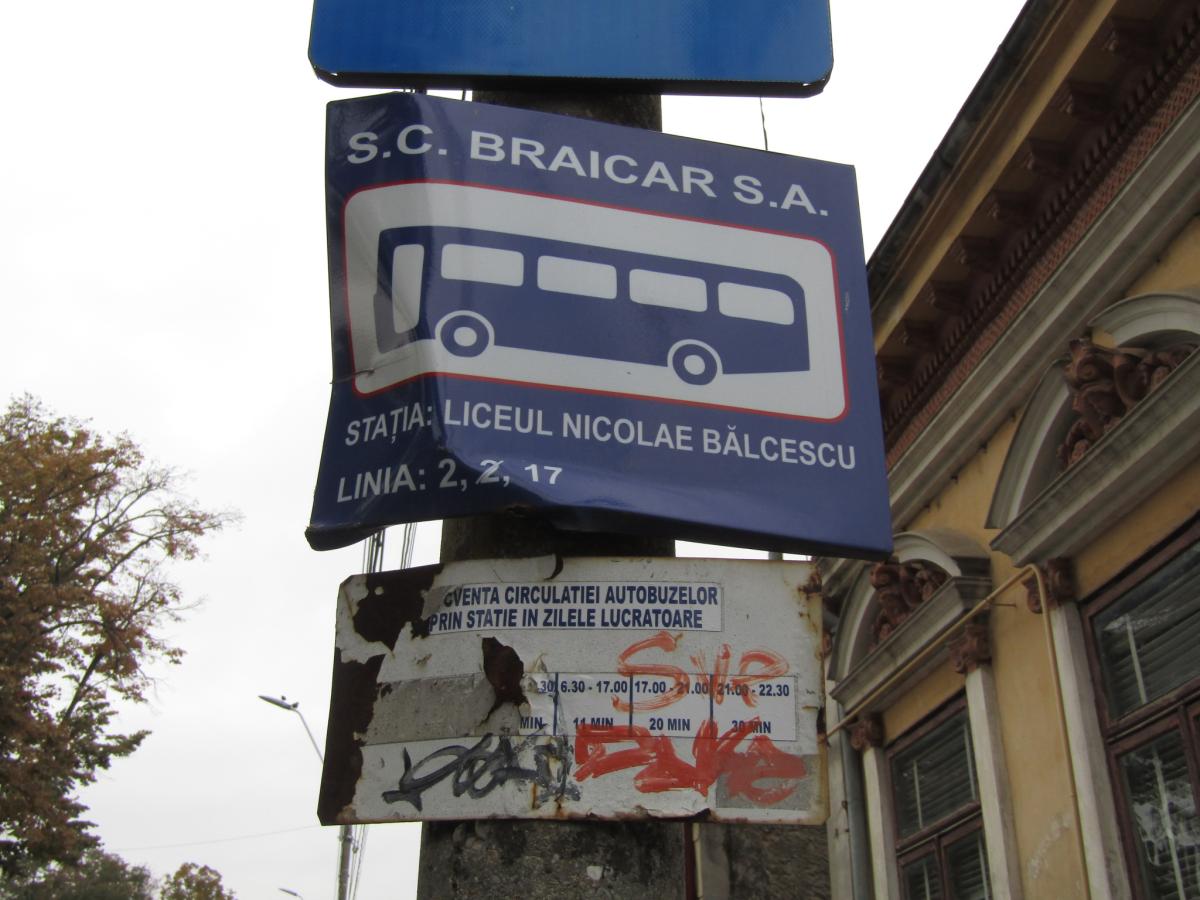 S.C. BRAICAR S.A.
STAȚIA: LICEUL NICOLAE BĂLCESCU
LINIA: 2, 2, 17
CVENTA CIRCULATIEI AUTOBUZELOR
PRIN STATIE IN ZILELE LUCRATOARE
.30 6.30 - 17.00 17.00 - 21.00 21.00 - 22.30
MIN 11 MIN 20 MIN 30 MIN